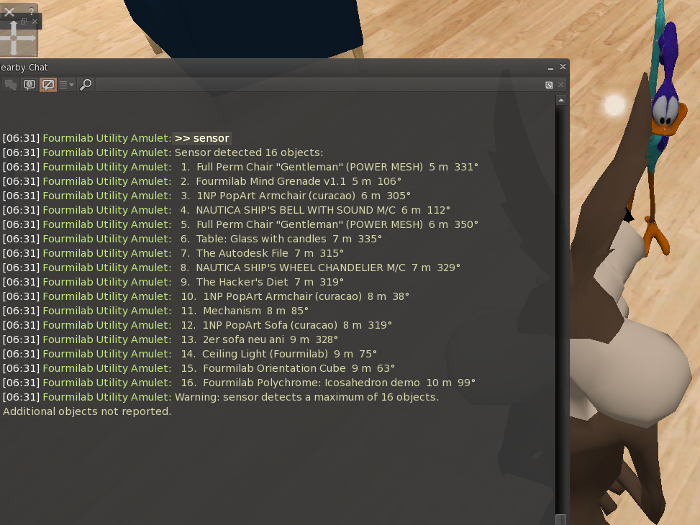 ?
earby Chat
[06:31] Fourmilab Utility Amulet: >> sensor
[06:31] Fourmilab Utility Amulet: Sensor detected 16 objects:
[06:31] Fourmilab Utility Amulet: 1. Full Perm Chair "Gentleman" (POWER MESH) 5 m 331°
[06:31] Fourmilab Utility Amulet: 2. Fourmilab Mind Grenade v1.1 5 m 106°
[06:31] Fourmilab Utility Amulet: 3. 1NP PopArt Armchair (curacao) 6 m 305°
[06:31] Fourmilab Utility Amulet: 4. NAUTICA SHIP'S BELL WITH SOUND M/C 6 m 112°
[06:31] Fourmilab Utility Amulet: 5. Full Perm Chair "Gentleman" (POWER MESH) 6 m 350°
[06:31] Fourmilab Utility Amulet: 6. Table: Glass with candles 7 m 335°
[06:31] Fourmilab Utility Amulet: 7. The Autodesk File 7 m 315°
[06:31] Fourmilab Utility Amulet: 8. NAUTICA SHIP'S WHEEL CHANDELIER M/C 7 m 329°
[06:31] Fourmilab Utility Amulet: 9. The Hacker's Diet 7 m 319°
[06:31] Fourmilab Utility Amulet: 10. 1NP PopArt Armchair (curacao) 8 m 38°
[06:31] Fourmilab Utility Amulet: 11. Mechanism 8 m 85°
[06:31] Fourmilab Utility Amulet: 12. 1NP PopArt Sofa (curacao) 8 m 319°
[06:31] Fourmilab Utility Amulet: 13. 2er sofa neu ani 9 m 328°
[06:31] Fourmilab Utility Amulet: 14. Ceiling Light (Fourmilab) 9 m 75°
[06:31] Fourmilab Utility Amulet: 15. Fourmilab Orientation Cube 9 m 63°
[06:31] Fourmilab Utility Amulet: 16. Fourmilab Polychrome: Icosahedron demo 10 m 99°
[06:31] Fourmilab Utility Amulet: Warning: sensor detects a maximum of 16 objects.
Additional objects not reported.